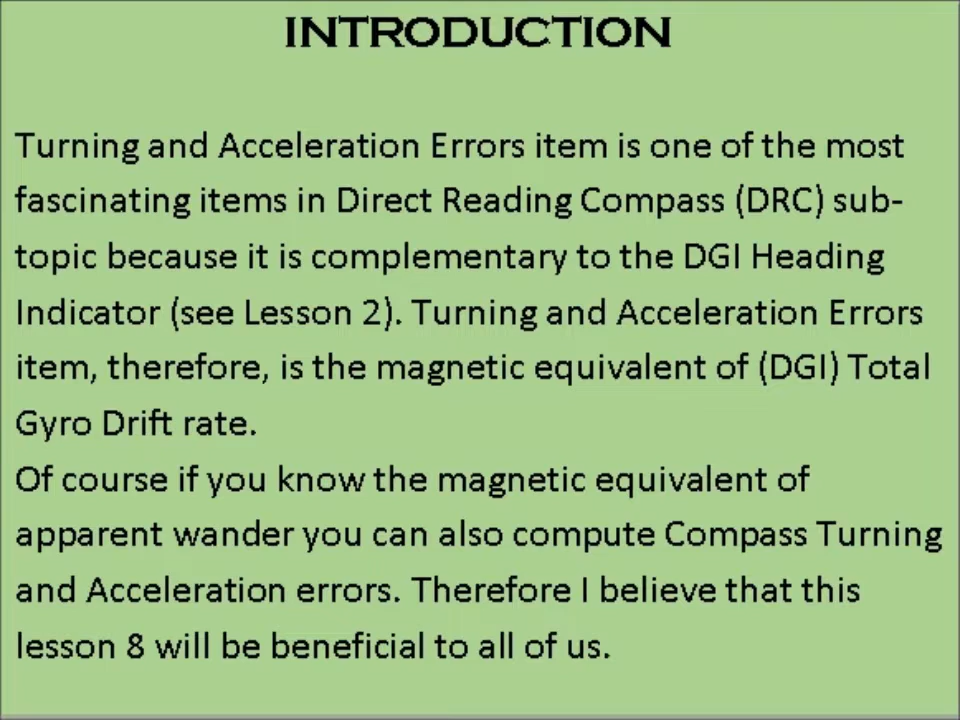 INTRODUCTION
Turning and Acceleration Errors item is one of the most
fascinating items in Direct Reading Compass (DRC) sub-
topic because it is complementary to the DGI Heading
Indicator (see Lesson 2). Turning and Acceleration Errors
item, therefore, is the magnetic equivalent of (DGI) Total
Gyro Drift rate.
Of course if you know the magnetic equivalent of
apparent wander you can also compute Compass Turning
and Acceleration errors. Therefore I believe that this
lesson 8 will be beneficial to all of us.